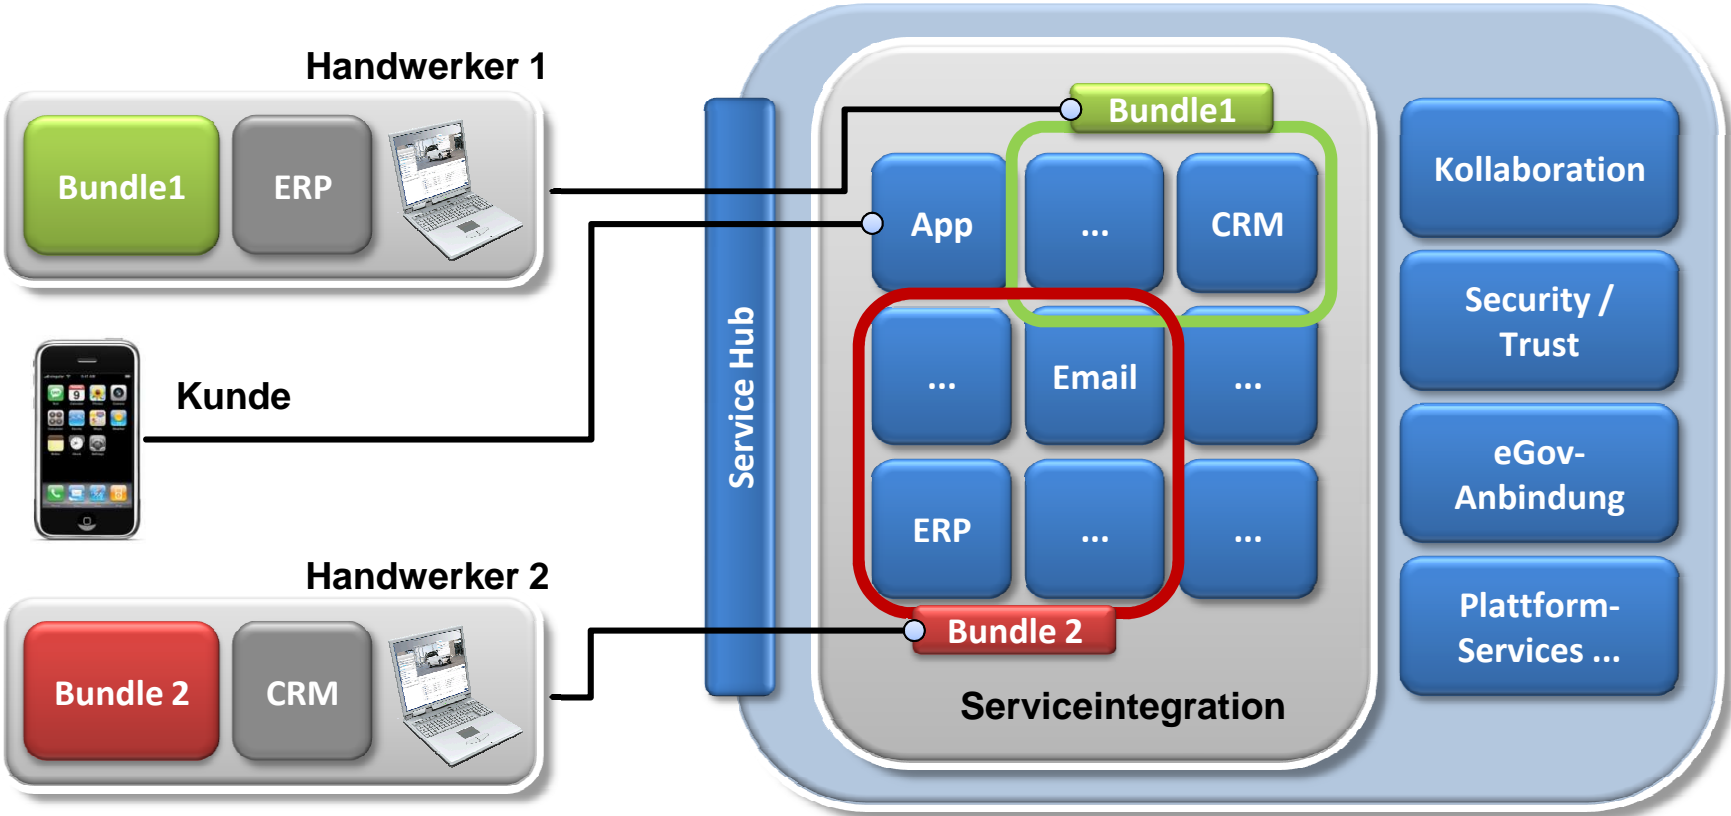 Handwerker 1
Bundle1
ERP
Kunde
Handwerker 2
Bundle 2
CRM
Service Hub
Bundle1
App
...
CRM
...
Email
...
ERP
...
...
Bundle 2
Serviceintegration
Kollaboration
Security /
Trust
eGov-
Anbindung
Plattform-
Services ...